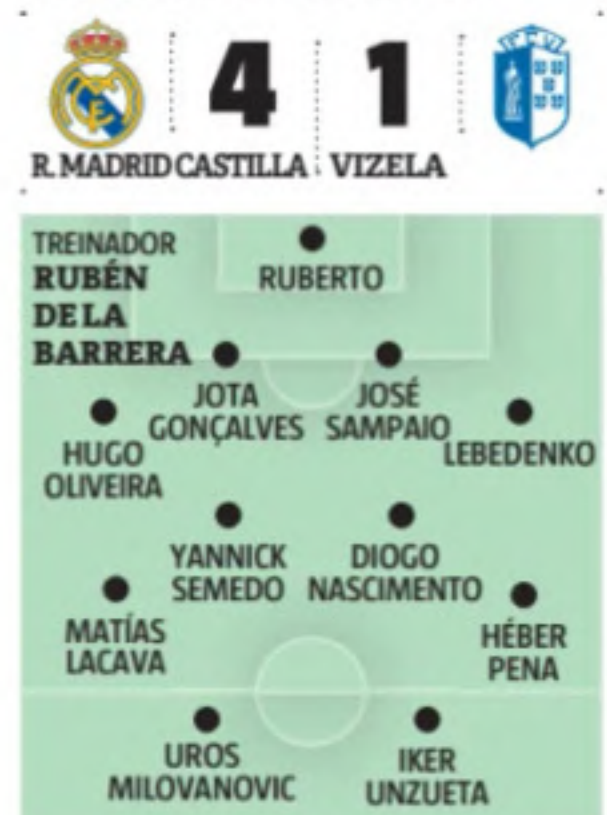 4 1
R. MADRID CASTILLA VIZELA
TREINADOR
RUBÉN
DE LA
BARRERA
RUBERTO
JOTA
GONÇALVES
JOSÉ
SAMPAIO
HUGO
OLIVEIRA
LEBEDENKO
YANNICK
SEMEDO
DIOGO
NASCIMENTO
MATÍAS
LACAVA
HÉBER
PENA
UROS
MILOVANOVIC
IKER
UNZUETA